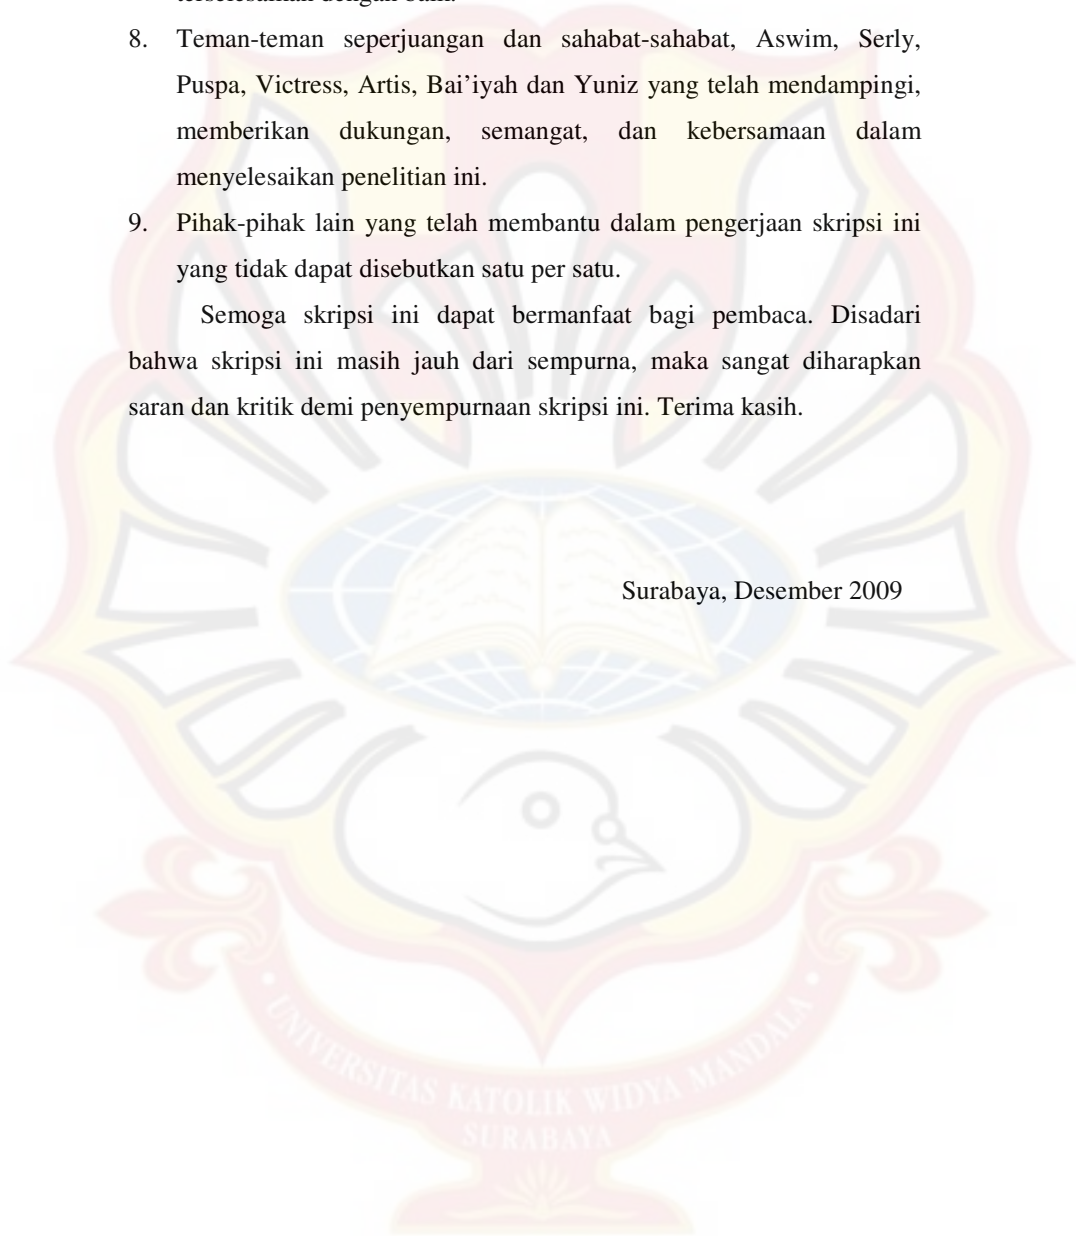 8. Teman-teman seperjuangan dan sahabat-sahabat, Aswim, Serly,
Puspa, Victress, Artis, Bai’iyah dan Yuniz yang telah mendampingi,
memberikan dukungan, semangat, dan kebersamaan dalam
menyelesaikan penelitian ini.
9. Pihak-pihak lain yang telah membantu dalam pengerjaan skripsi ini
yang tidak dapat disebutkan satu per satu.
Semoga skripsi ini dapat bermanfaat bagi pembaca. Disadari
bahwa skripsi ini masih jauh dari sempurna, maka sangat diharapkan
saran dan kritik demi penyempurnaan skripsi ini. Terima kasih.
Surabaya, Desember 2009
• UNIVERSITAS KATOLIK WIDYA MANDALA •
SURABAYA